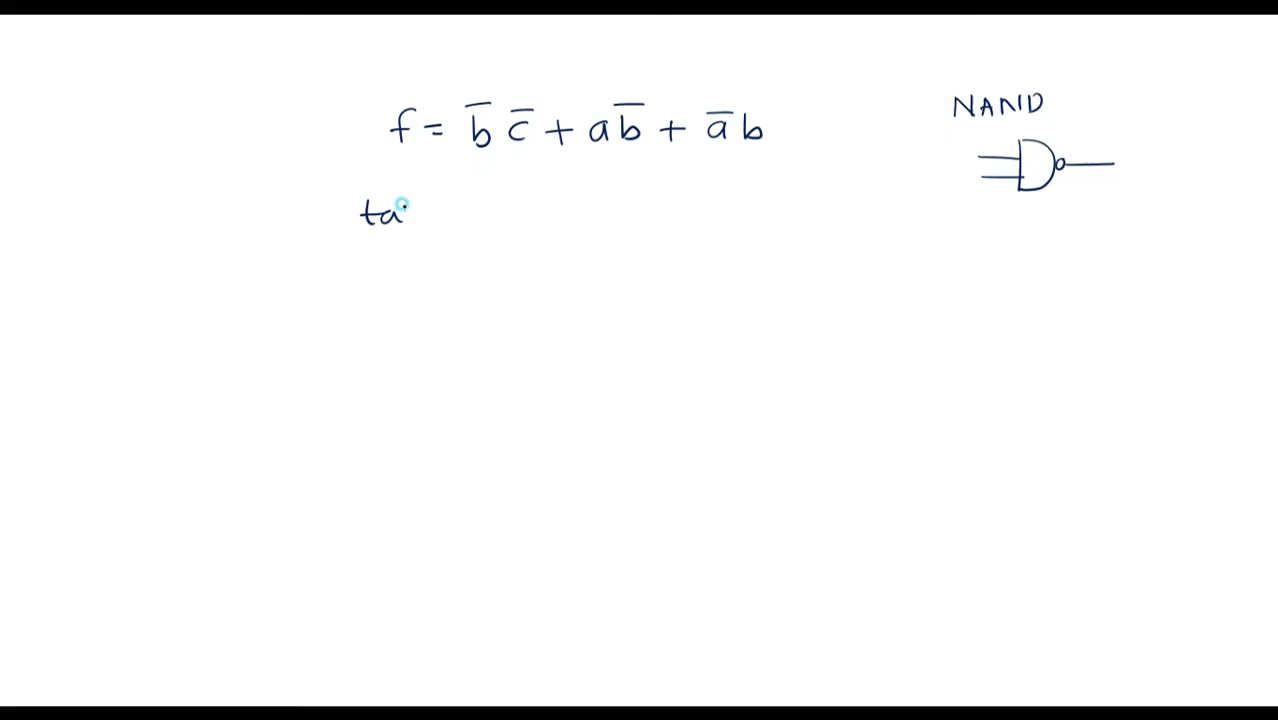 f = b̅ c̅ + a b̅ + a̅ b
NAND
ta